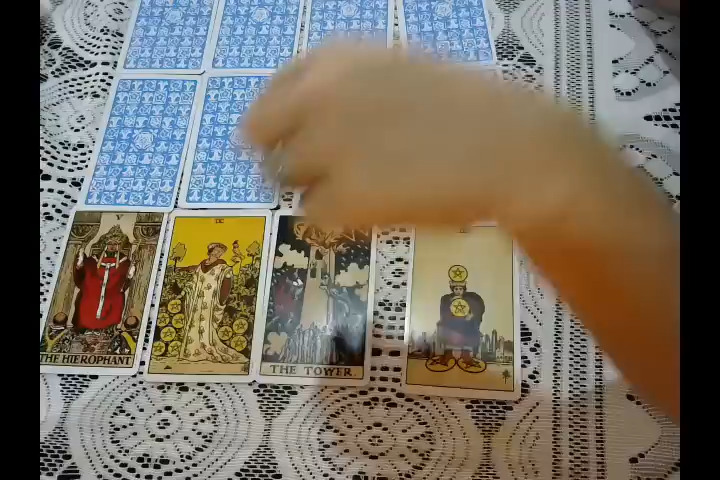 V
THE HIEROPHANT
IX
THE TOWER.